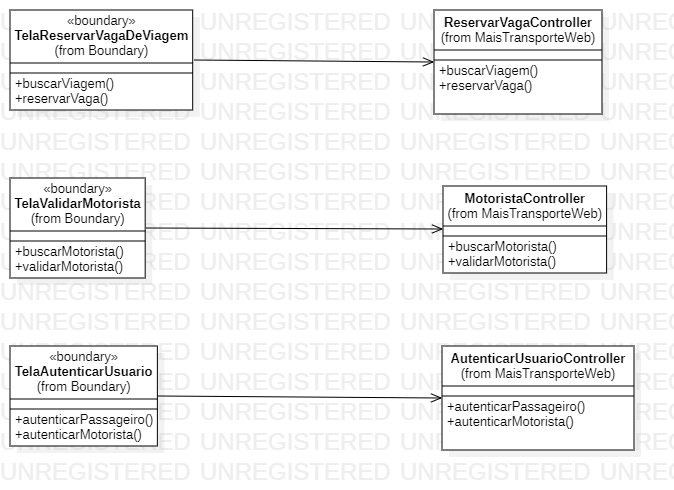 «boundary»
TelaReservarVagaDeViagem
(from Boundary)
+buscarViagem()
+reservarVaga()
ReservarVagaController
(from MaisTransporteWeb)
+buscarViagem()
+reservarVaga()
«boundary»
TelaValidarMotorista
(from Boundary)
+buscarMotorista()
+validarMotorista()
MotoristaController
(from MaisTransporteWeb)
+buscarMotorista()
+validarMotorista()
«boundary»
TelaAutenticarUsuario
(from Boundary)
+autenticarPassageiro()
+autenticarMotorista()
AutenticarUsuarioController
(from MaisTransporteWeb)
+autenticarPassageiro()
+autenticarMotorista()
UNREGISTERED